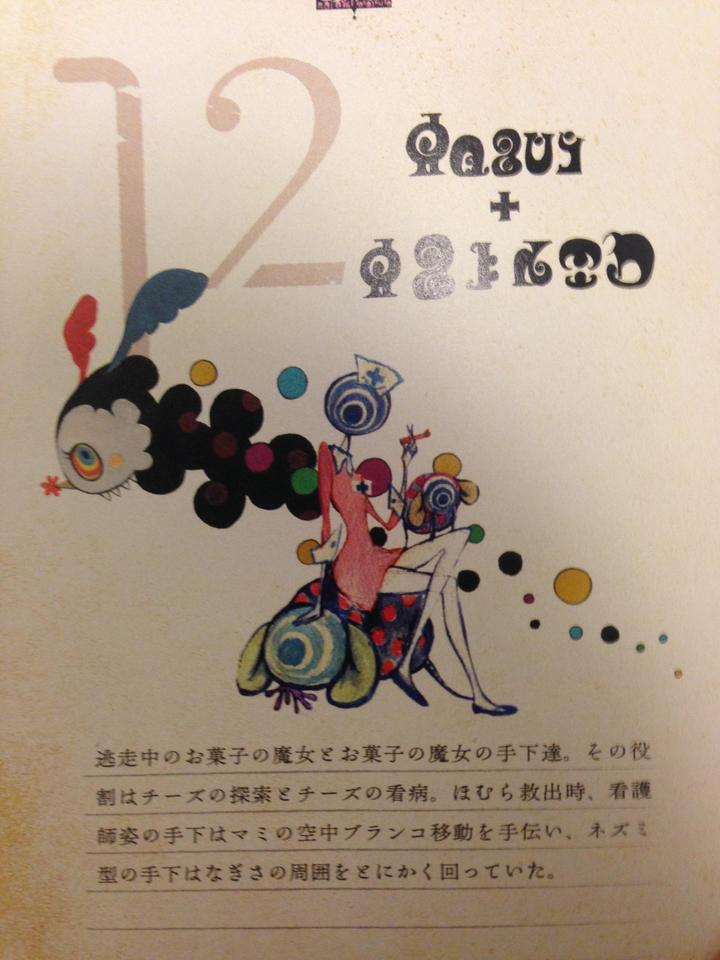 12
+
逃走中のお菓子の魔女とお菓子の魔女の手下達。その役
割はチーズの探索とチーズの看病。ほむら救出時、看護
師姿の手下はマミの空中ブランコ移動を手伝い、ネズミ
型の手下はなぎさの周囲をとにかく回っていた。